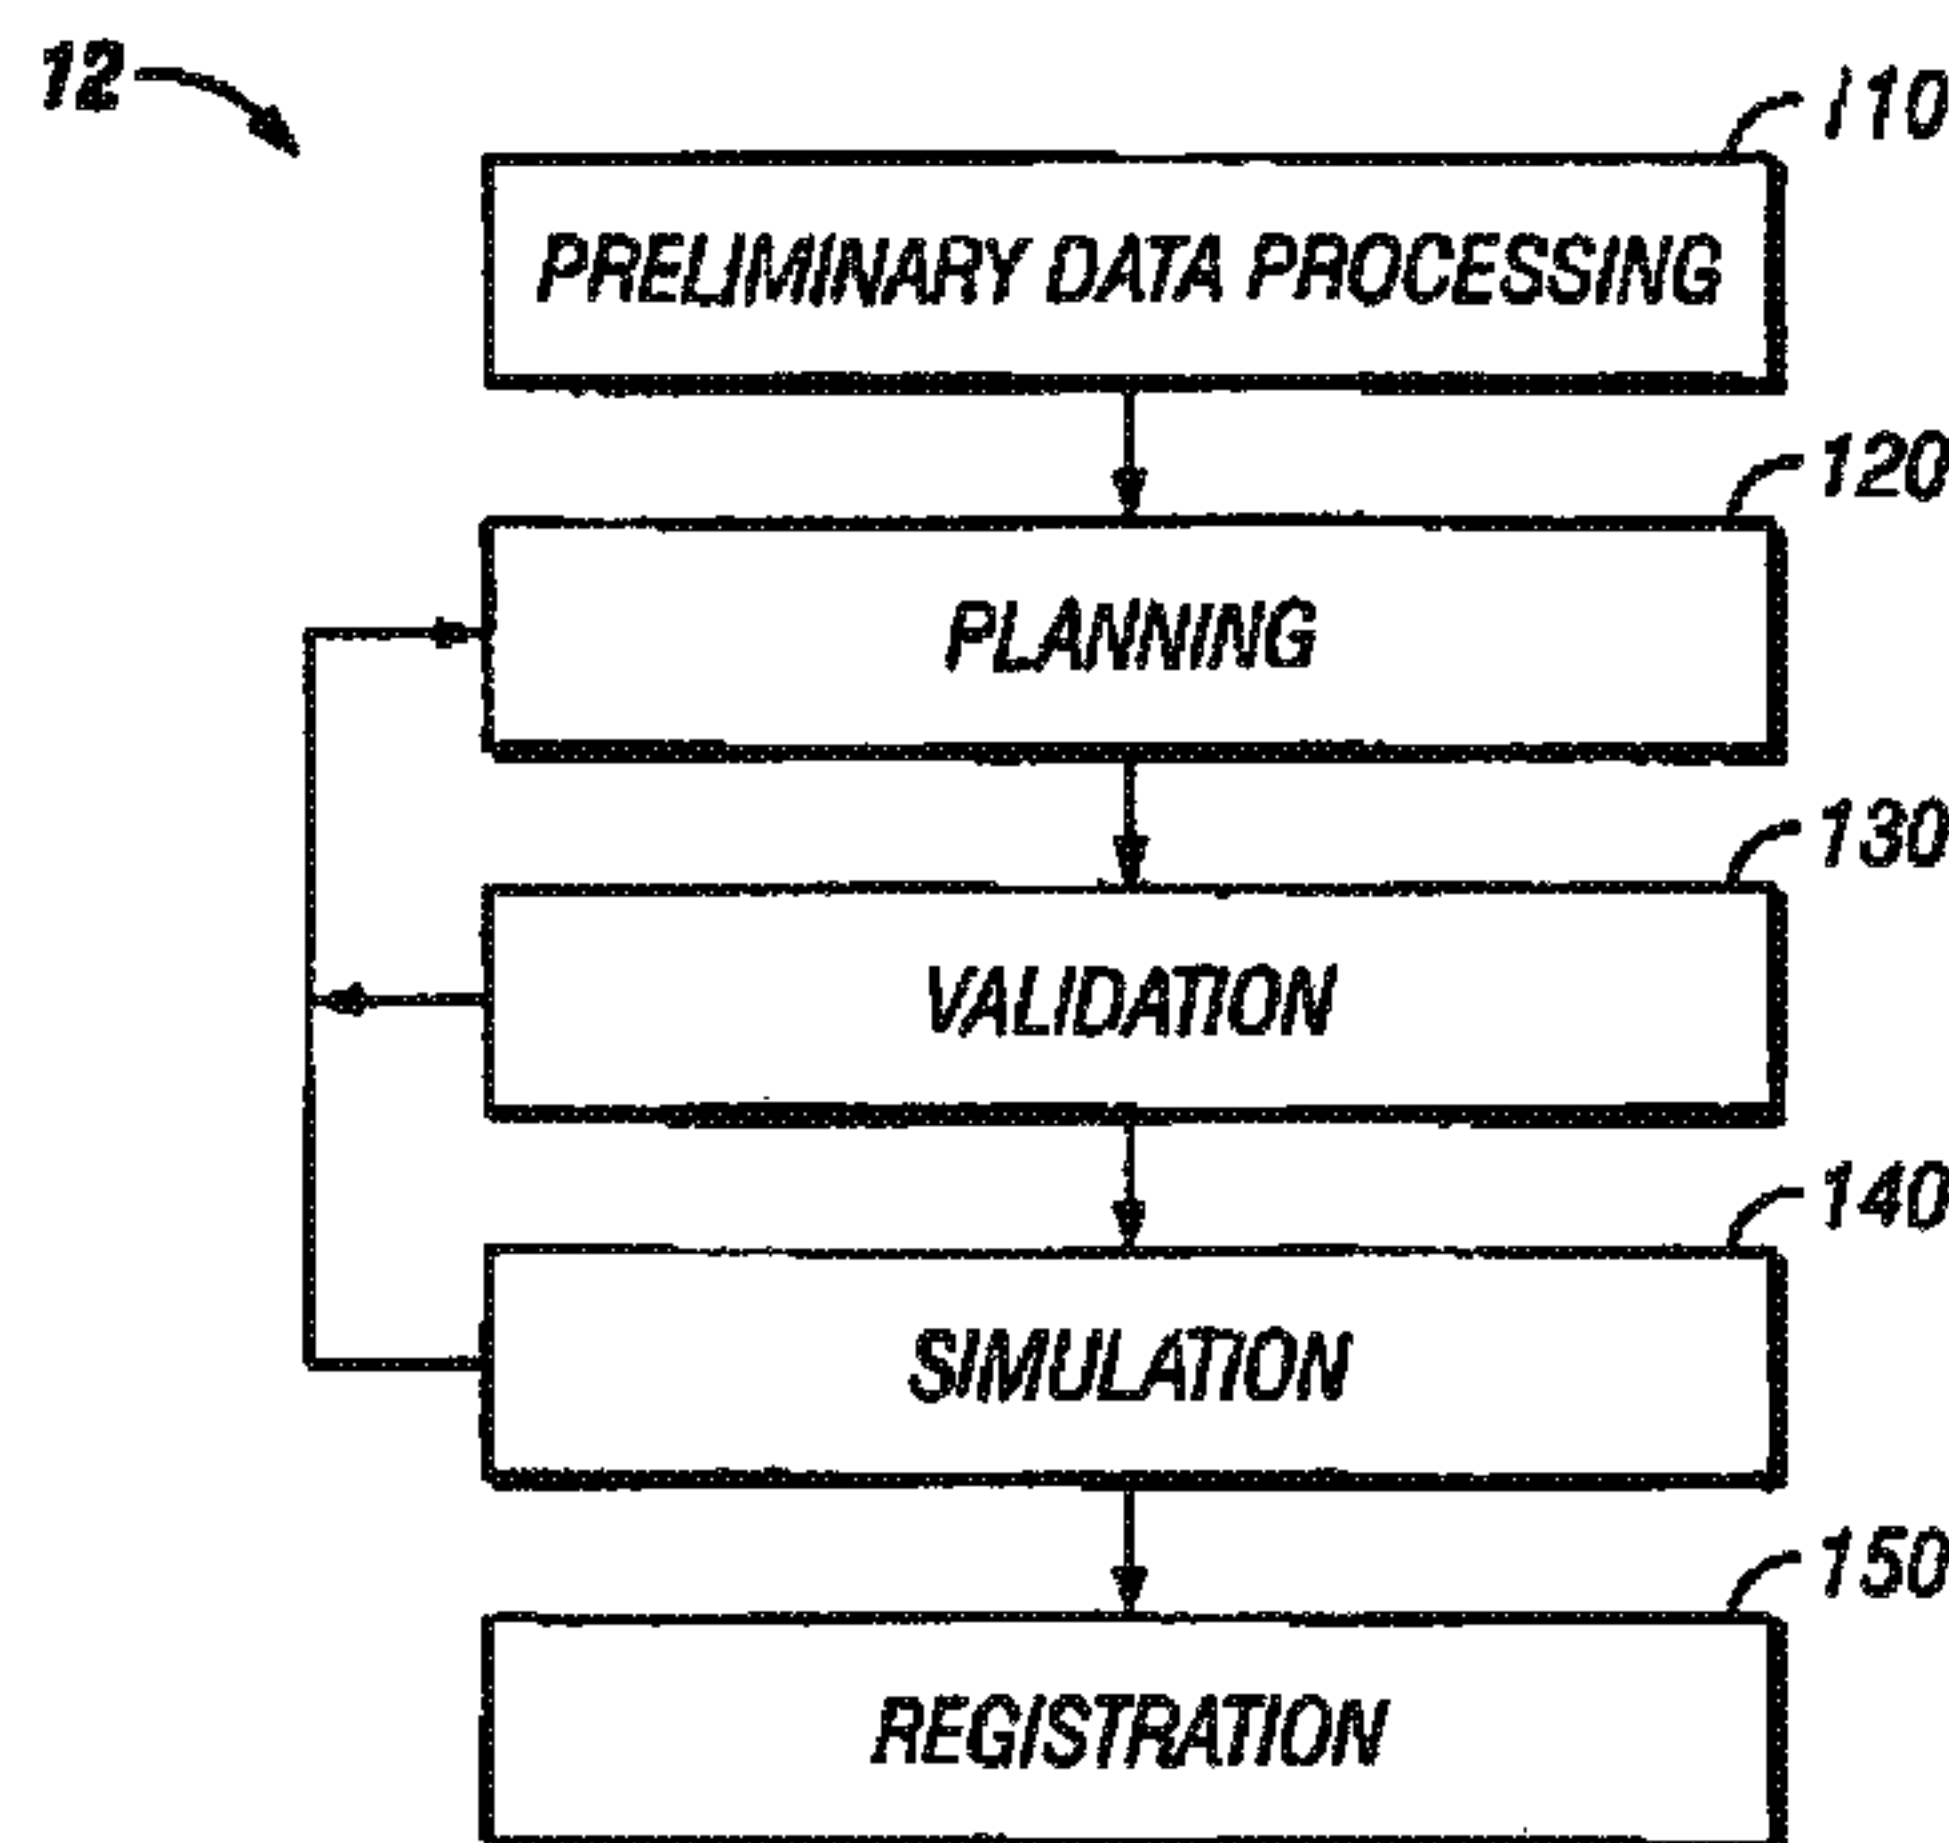 12
110
PRELIMINARY DATA PROCESSING
120
PLANNING
130
VALIDATION
140
SIMULATION
150
REGISTRATION